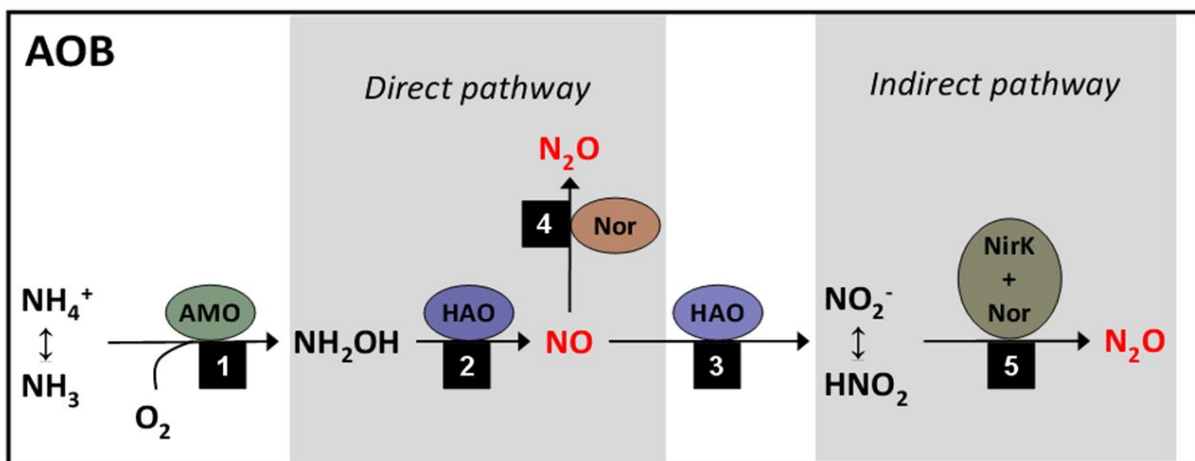 AOB
Direct pathway
Indirect pathway
N₂O
4
Nor
NirK
+
Nor
NH₄⁺
AMO
HAO
HAO
NO₂⁻
NH₂OH
NO
N₂O
1
2
3
5
NH₃
HNO₂
O₂